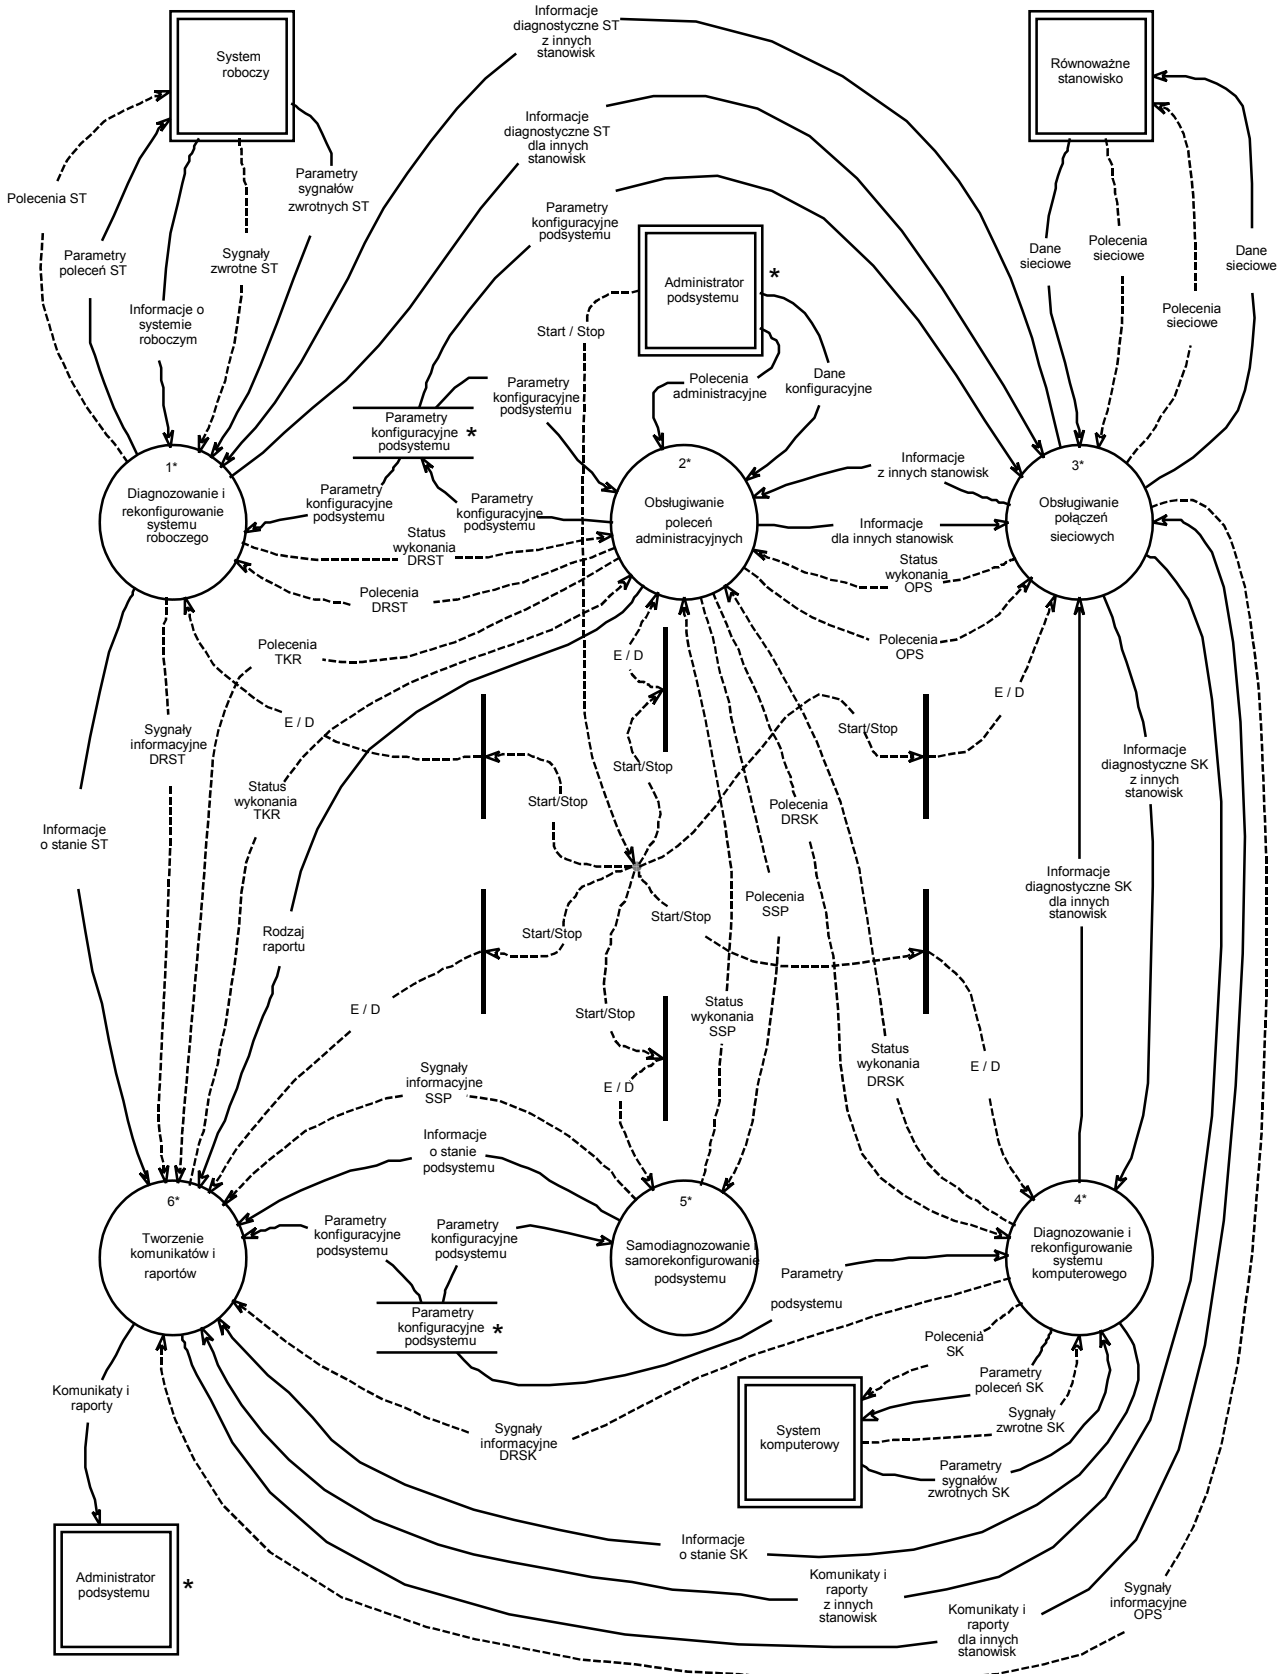 Informacje
diagnostyczne ST
z innych
stanowisk
System
roboczy
Równoważne
stanowisko
Informacje
diagnostyczne ST
dla innych
stanowisk
Parametry
sygnałów
zwrotnych ST
Polecenia ST
Parametry
konfiguracyjne
podsystemu
Parametry
poleceń ST
Sygnały
zwrotne ST
Dane
sieciowe
Polecenia
sieciowe
Dane
sieciowe
Administrator
podsystemu
*
Informacje o
systemie
roboczym
Start / Stop
Polecenia
sieciowe
Parametry
konfiguracyjne
podsystemu
Polecenia
administracyjne
Dane
konfiguracyjne
Parametry
konfiguracyjne
podsystemu
*
1*
Diagnozowanie i
rekonfigurowanie
systemu
roboczego
2*
Obsługiwanie
poleceń
administracyjnych
3*
Obsługiwanie
połączeń
sieciowych
Informacje
z innych stanowisk
Parametry
konfiguracyjne
podsystemu
Parametry
konfiguracyjne
podsystemu
Informacje
dla innych stanowisk
Status
wykonania
DRST
Status
wykonania
OPS
Polecenia
DRST
Polecenia
TKR
Polecenia
OPS
E / D
E / D
E / D
Sygnały
informacyjne
DRST
Start/Stop
Start/Stop
Informacje
diagnostyczne SK
z innych
stanowisk
Status
wykonania
TKR
Start/Stop
Polecenia
DRSK
Informacje
o stanie ST
Polecenia
SSP
Informacje
diagnostyczne SK
dla innych
stanowisk
Rodzaj
raportu
Start/Stop
Start/Stop
E / D
Start/Stop
Status
wykonania
SSP
Status
wykonania
DRSK
E / D
E / D
Sygnały
informacyjne
SSP
Informacje
o stanie
podsystemu
6*
Tworzenie
komunikatów i
raportów
5*
Samodiagnozowanie i
samorekonfigurowanie
podsystemu
4*
Diagnozowanie i
rekonfigurowanie
systemu
komputerowego
Parametry
konfiguracyjne
podsystemu
Parametry
konfiguracyjne
podsystemu
Parametry
podsystemu
Parametry
konfiguracyjne
podsystemu
*
Polecenia
SK
Parametry
poleceń SK
Komunikaty i
raporty
Sygnały
informacyjne
DRSK
System
komputerowy
Sygnały
zwrotne SK
Parametry
sygnałów
zwrotnych SK
Informacje
o stanie SK
Administrator
podsystemu
*
Komunikaty i
raporty
z innych
stanowisk
Komunikaty i
raporty
dla innych
stanowisk
Sygnały
informacyjne
OPS